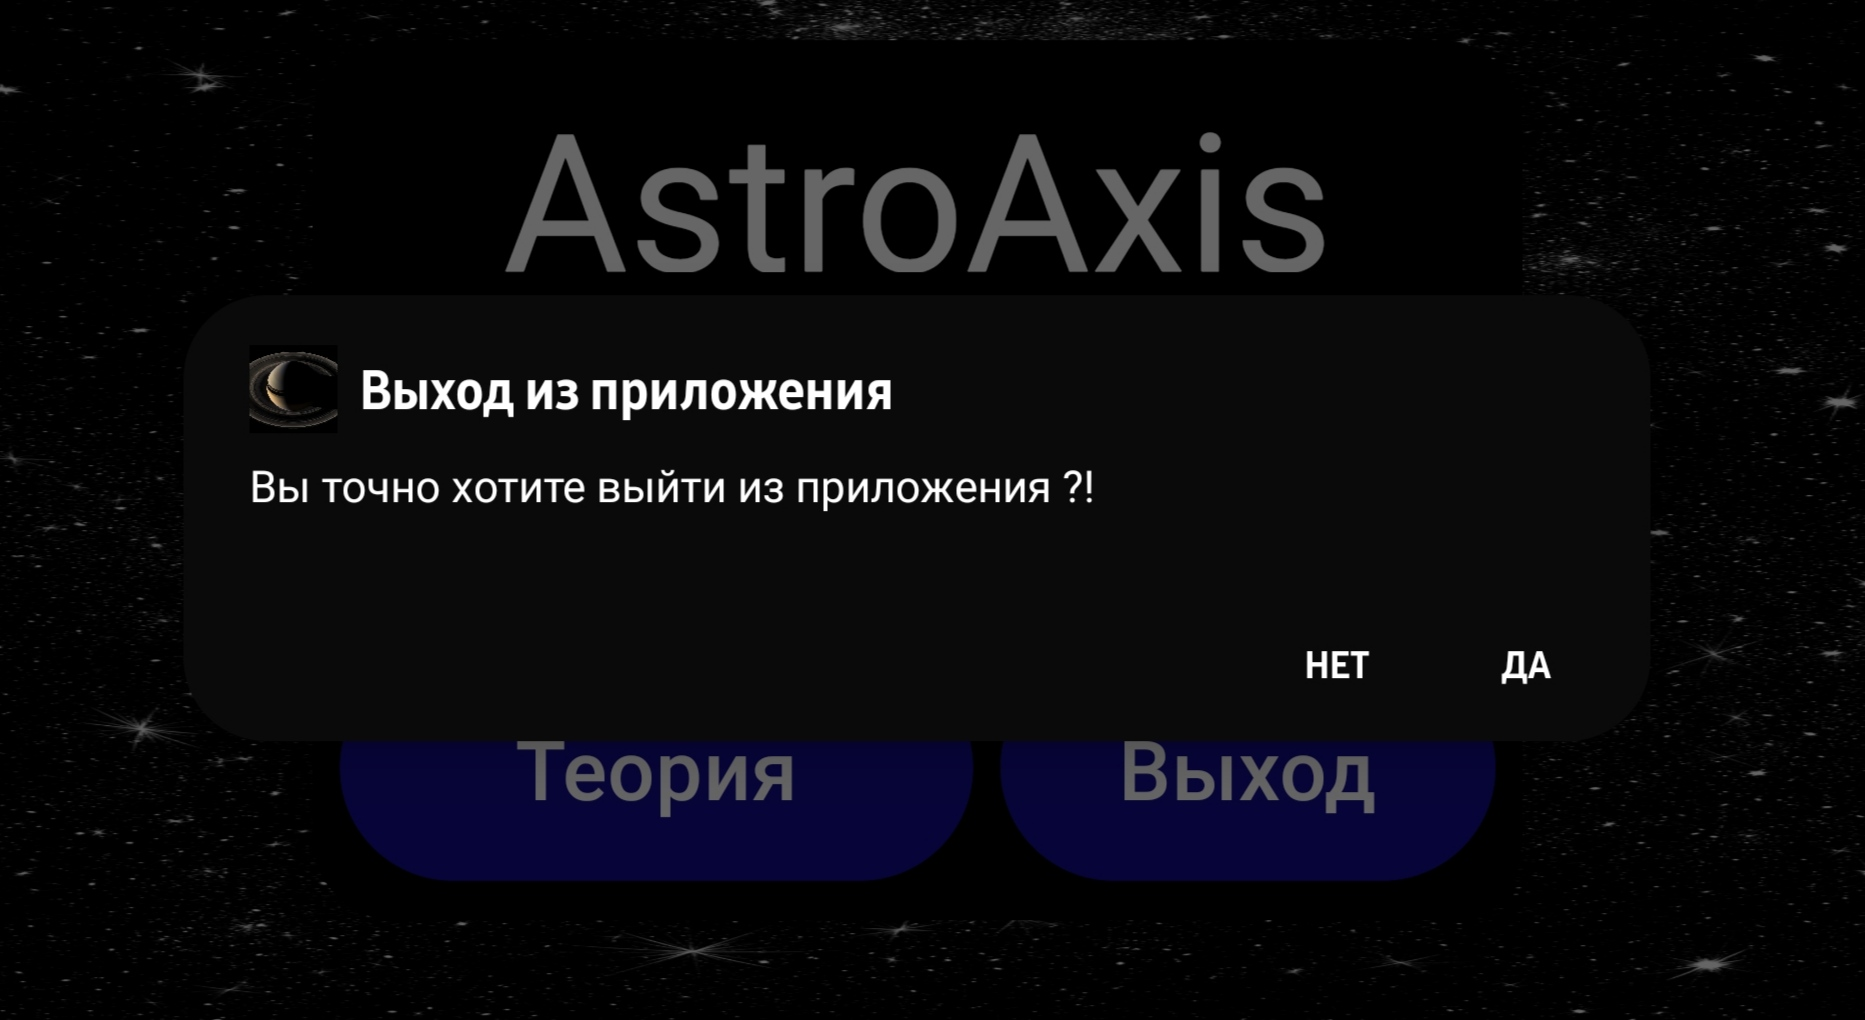 AstroAxis
Выход из приложения
Вы точно хотите выйти из приложения ?!
НЕТ ДА
Теория Выход